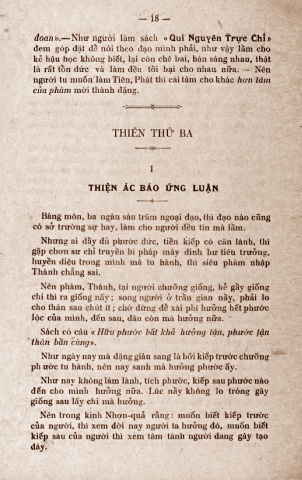 — 18 —
đoan».— Như người làm sách «Qui Nguyên Trực Chỉ»
đem góp đặt để nói theo đạo mình phải, như vậy làm cho
kẻ hậu học không biết, lại còn chê bai, bàn sàng nhau, thật
là rất tổn đức và làm đều tồi bại cho nhau nữa. — Nên
người tu muốn làm Tiên, Phật thì cải tâm cho khác hơn tâm
của phàm mới thành đặng.
THIÊN THỨ BA
I
THIỆN ÁC BÁO ỨNG LUẬN
Bàng môn, ba ngàn sáu trăm ngoại đạo, thì đạo nào cũng
có sở trường sự hay, làm cho người đều tin mà lầm.
Nhưng ai đầy đủ phước đức, tiền kiếp có căn lành, thì
gặp chơn sư chỉ truyền bí pháp máy dinh hư tiêu trưởng,
huyền diệu trong mình mà tu hành, thì siêu phàm nhập
Thánh chẳng sai.
Nên phàm, Thánh, tại người chưởng giống, hễ gầy giống
chi thì ra giống nấy; song người ở trần gian nầy, phải lo
cho thân sau chút ít; chớ đừng để xài phí hưởng hết phước
lộc của mình, đến sau, đâu còn mà hưởng nữa.
Sách có câu «Hữu phước bất khả hưởng tận, phước tận
thân bần cùng».
Như ngày nay mà đặng giàu sang là bởi kiếp trước chưởng
phước tu hành, nên nay sanh mà hưởng phước ấy.
Như nay không làm lành, tích phước, kiếp sau phước nào
đến cho mình hưởng nữa. Lúc nầy không lo trồng gây
giống sau lấy chi mà hưởng.
Nên trong kinh Nhơn-quả rằng: muốn biết kiếp trước
của người, thì xem đời nay người ta hưởng đó, muốn biết
kiếp sau của người thì xem tâm tánh người đang gây tạo
đây.